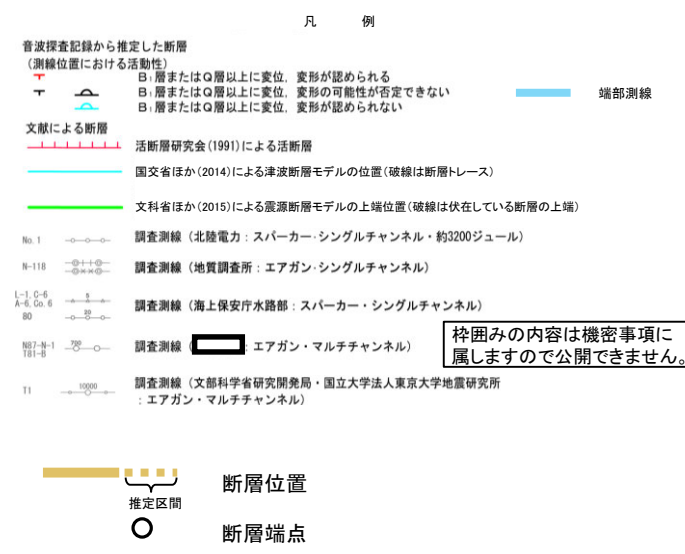 凡 例
音波探査記録から推定した断層
(測線位置における活動性)
B₁層またはQ層以上に変位，変形が認められる
B₁層またはQ層以上に変位，変形の可能性が否定できない
B₁層またはQ層以上に変位，変形が認められない
端部測線
文献による断層
活断層研究会(1991)による活断層
国交省ほか(2014)による津波断層モデルの位置(破線は断層トレース)
文科省ほか(2015)による震源断層モデルの上端位置(破線は伏在している断層の上端)
No. 1 調査測線（北陸電力：スパーカー・シングルチャンネル・約3200ジュール）
N-118 調査測線（地質調査所：エアガン・シングルチャンネル）
L-1, C-6 5
A-6, Co. 6 調査測線（海上保安庁水路部：スパーカー・シングルチャンネル）
80 20
N87-N-1 700 調査測線（ ：エアガン・マルチチャンネル）
T81-B
枠囲みの内容は機密事項に
属しますので公開できません。
T1 10000 調査測線（文部科学省研究開発局・国立大学法人東京大学地震研究所
：エアガン・マルチチャンネル）
断層位置
推定区間
断層端点